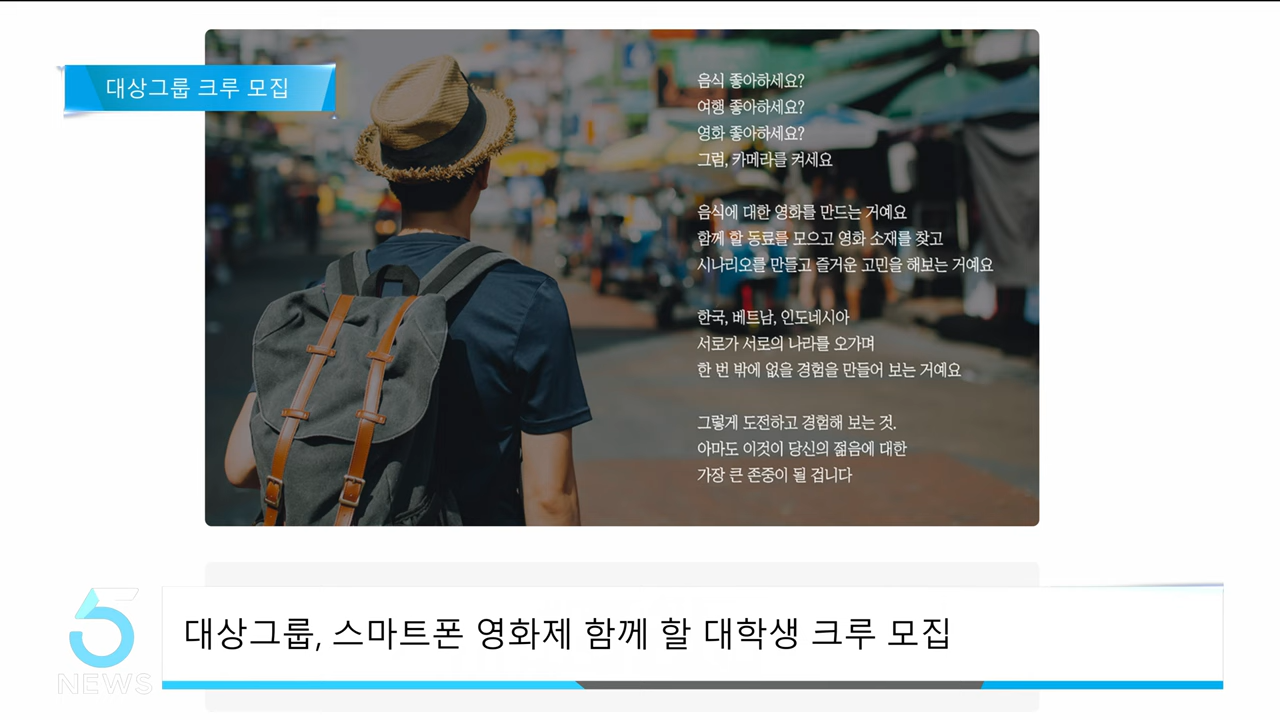 대상그룹 크루 모집
음식 좋아하세요?
여행 좋아하세요?
영화 좋아하세요?
그럼, 카메라를 켜세요
음식에 대한 영화를 만드는 거예요
함께 할 동료를 모으고 영화 소재를 찾고
시나리오를 만들고 즐거운 고민을 해보는 거예요
한국, 베트남, 인도네시아
서로가 서로의 나라를 오가며
한 번 밖에 없을 경험을 만들어 보는 거예요
그렇게 도전하고 경험해 보는 것.
아마도 이것이 당신의 젊음에 대한
가장 큰 존중이 될 겁니다
대상그룹, 스마트폰 영화제 함께 할 대학생 크루 모집
5
NEWS